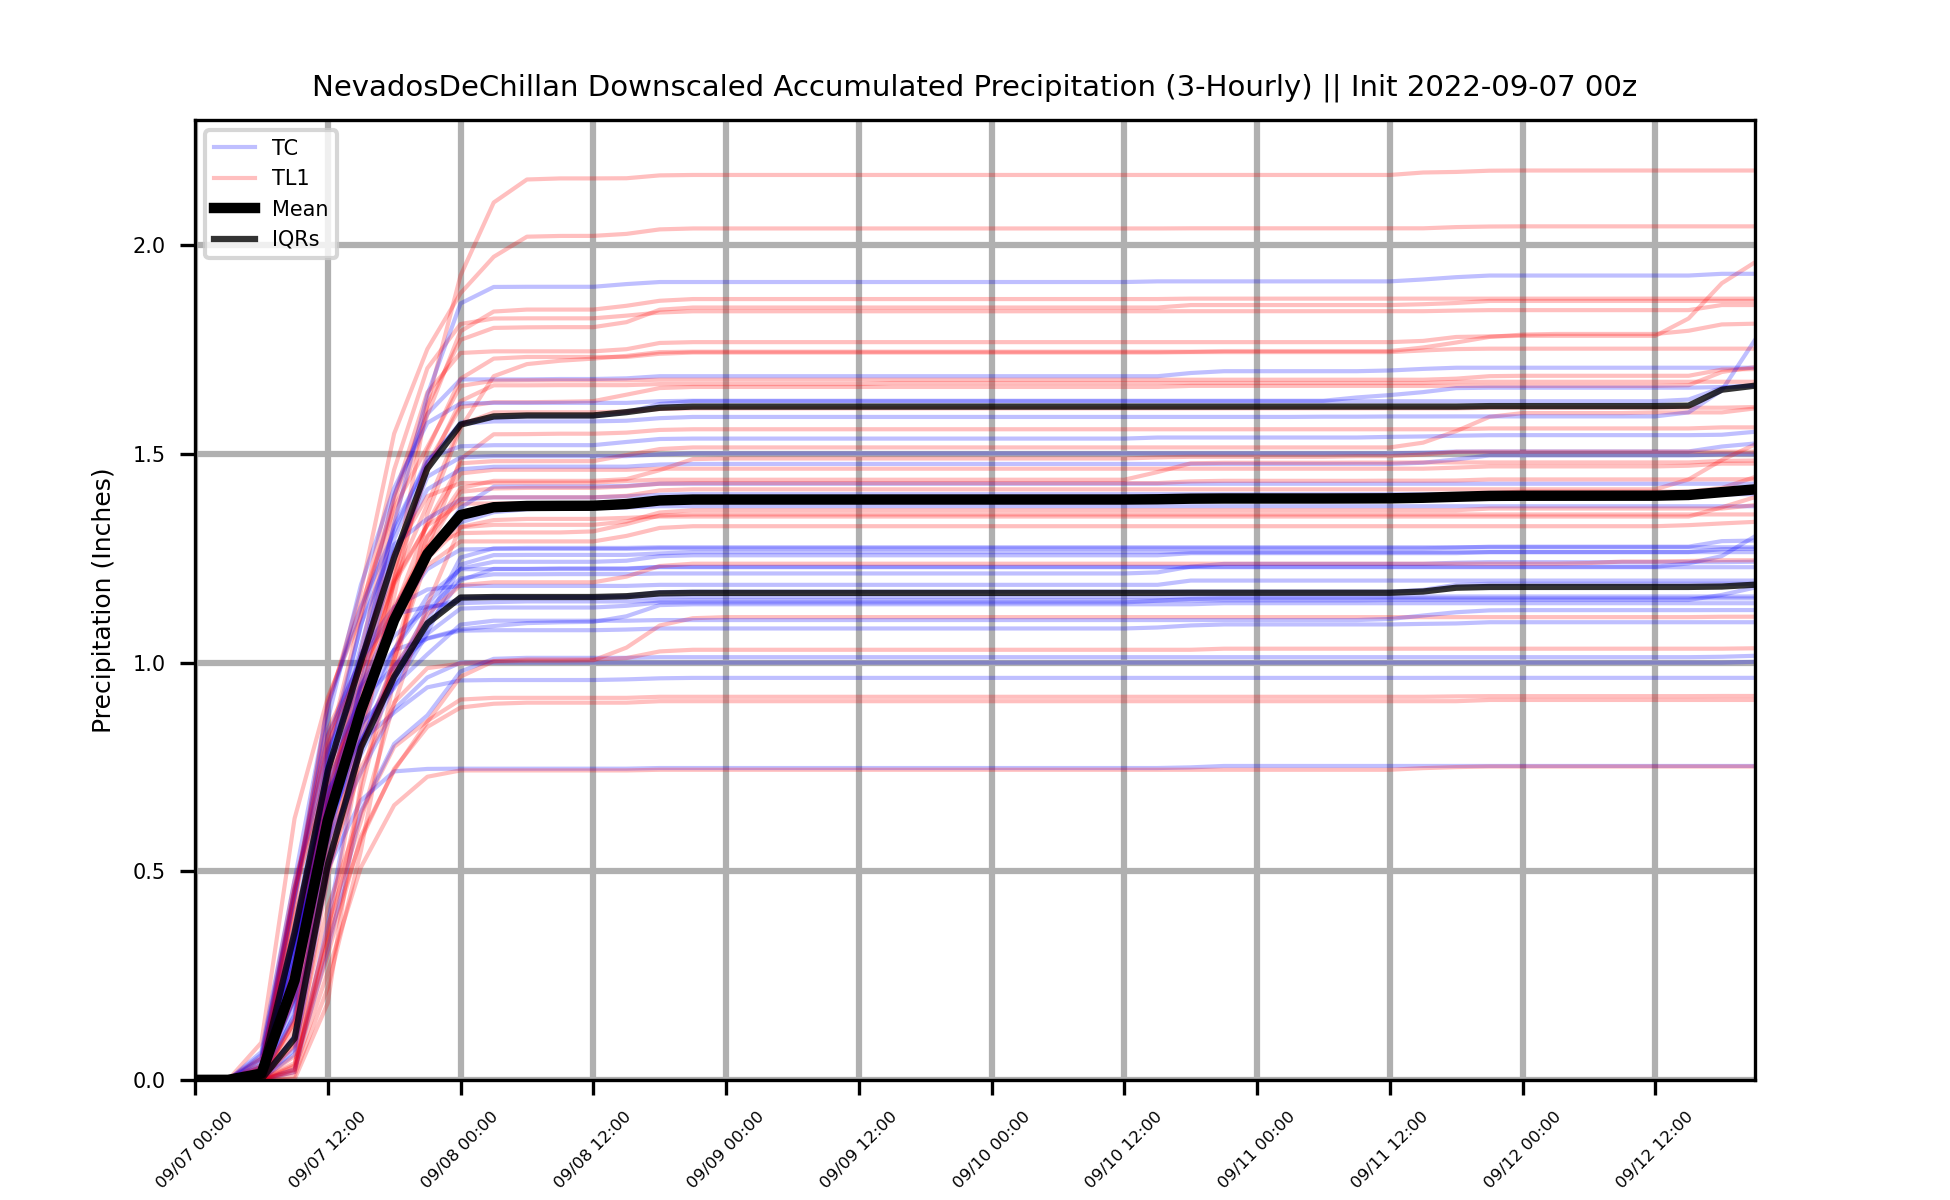 NevadosDeChillan Downscaled Accumulated Precipitation (3-Hourly) || Init 2022-09-07 00z
TC
TL1
Mean
IQRs
Precipitation (Inches)
2.0
1.5
1.0
0.5
0.0
09/07 00:00
09/07 12:00
09/08 00:00
09/08 12:00
09/09 00:00
09/09 12:00
09/10 00:00
09/10 12:00
09/11 00:00
09/11 12:00
09/12 00:00
09/12 12:00